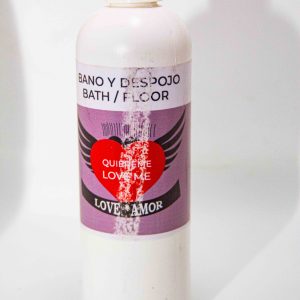 BANO Y DESPOJO
BATH / FLOOR
QUIEREME
LOVE ME
LOVE AMOR